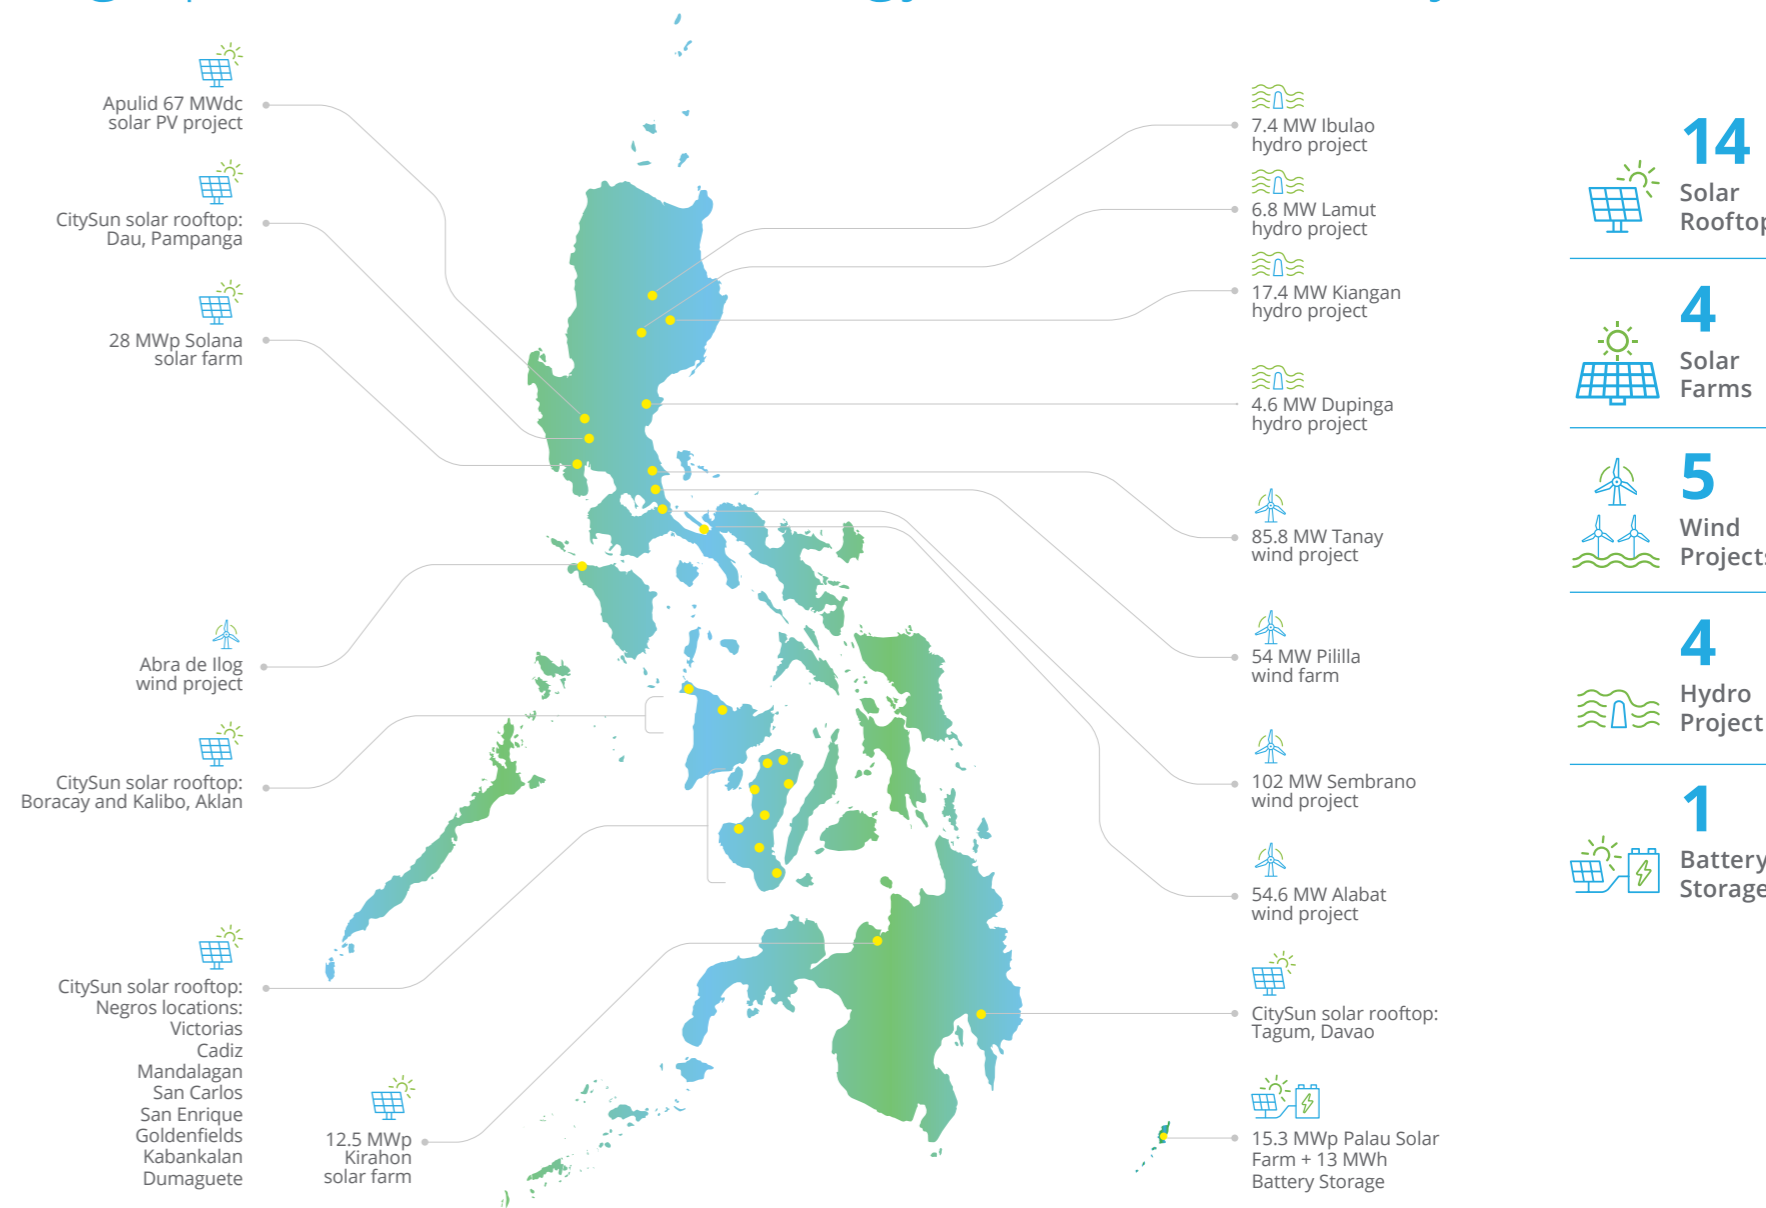 Apulid 67 MWdc
solar PV project
CitySun solar rooftop:
Dau, Pampanga
28 MWp Solana
solar farm
Abra de Ilog
wind project
CitySun solar rooftop:
Boracay and Kalibo, Aklan
CitySun solar rooftop:
Negros locations:
Victorias
Cadiz
Mandalagan
San Carlos
San Enrique
Goldenfields
Kabankalan
Dumaguete
12.5 MWp
Kirahon
solar farm
7.4 MW Ibulao
hydro project
6.8 MW Lamut
hydro project
17.4 MW Kiangan
hydro project
4.6 MW Dupinga
hydro project
85.8 MW Tanay
wind project
54 MW Pililla
wind farm
102 MW Sembrano
wind project
54.6 MW Alabat
wind project
CitySun solar rooftop:
Tagum, Davao
15.3 MWp Palau Solar
Farm + 13 MWh
Battery Storage
14
Solar
Rooftop
4
Solar
Farms
5
Wind
Projects
4
Hydro
Project
1
Battery
Storage